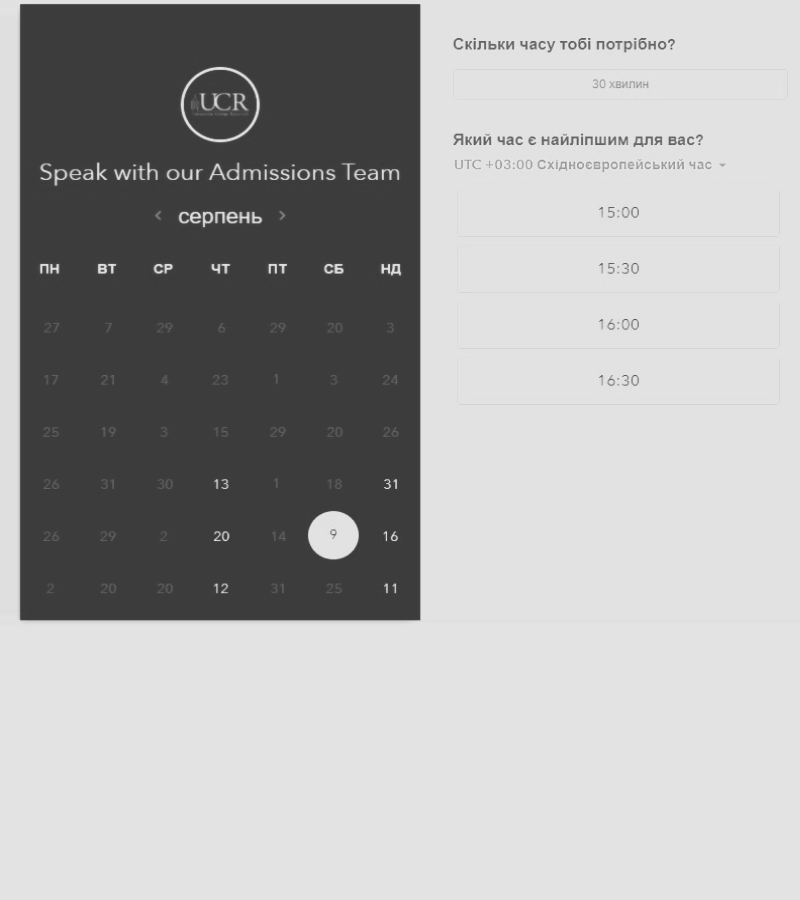 UCR
Speak with our Admissions Team
серпень
ПН ВТ СР ЧТ ПТ СБ НД
27 7 29 6 29 20 3
17 21 4 23 1 3 24
25 19 3 15 29 20 26
26 31 30 13 1 18 31
26 29 2 20 14 9 16
2 20 20 12 31 25 11
Скільки часу тобі потрібно?
30 хвилин
Який час є найліпшим для вас?
UTC +03:00 Східноєвропейський час
15:00
15:30
16:00
16:30